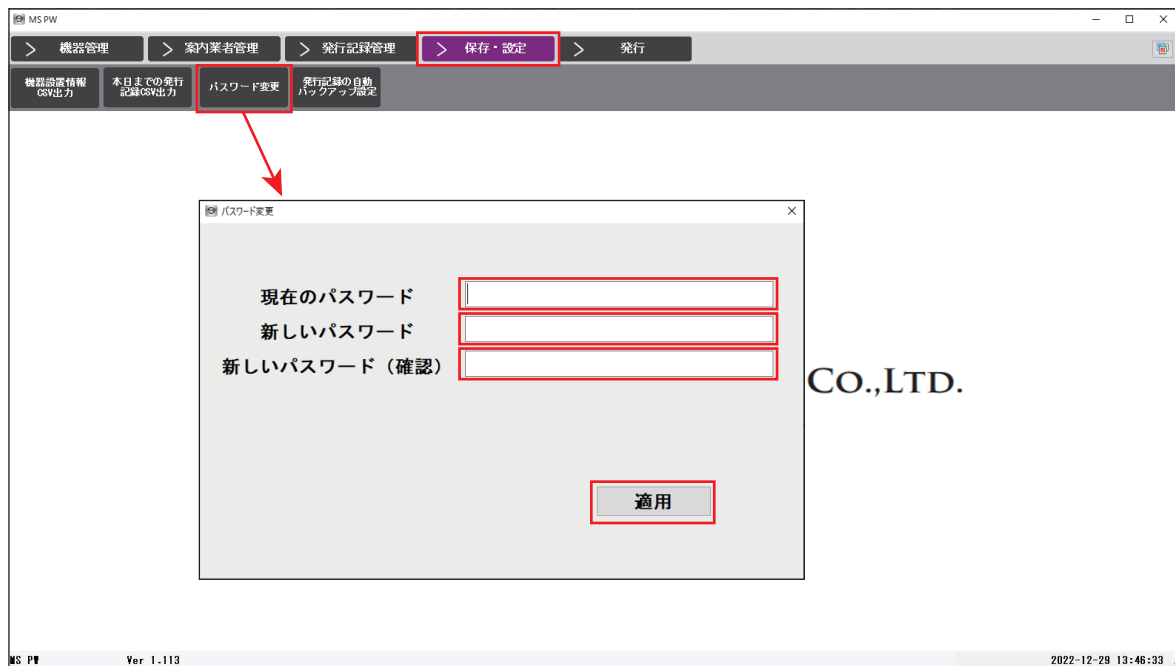 MS PW
> 機器管理
> 案内業者管理
> 発行記録管理
> 保存・設定
> 発行
機器設置情報
CSV出力
本日までの発行
記録CSV出力
パスワード変更
発行記録の自動
バックアップ設定
パスワード変更
現在のパスワード
新しいパスワード
新しいパスワード（確認）
CO.,LTD.
適用
MS PW Ver 1.113 2022-12-29 13:46:33